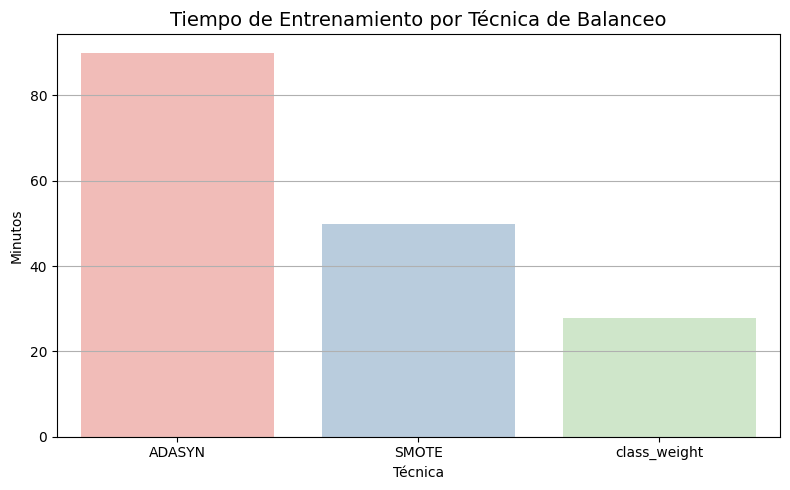 Tiempo de Entrenamiento por Técnica de Balanceo
Minutos
80
60
40
20
0
ADASYN SMOTE class_weight
Técnica